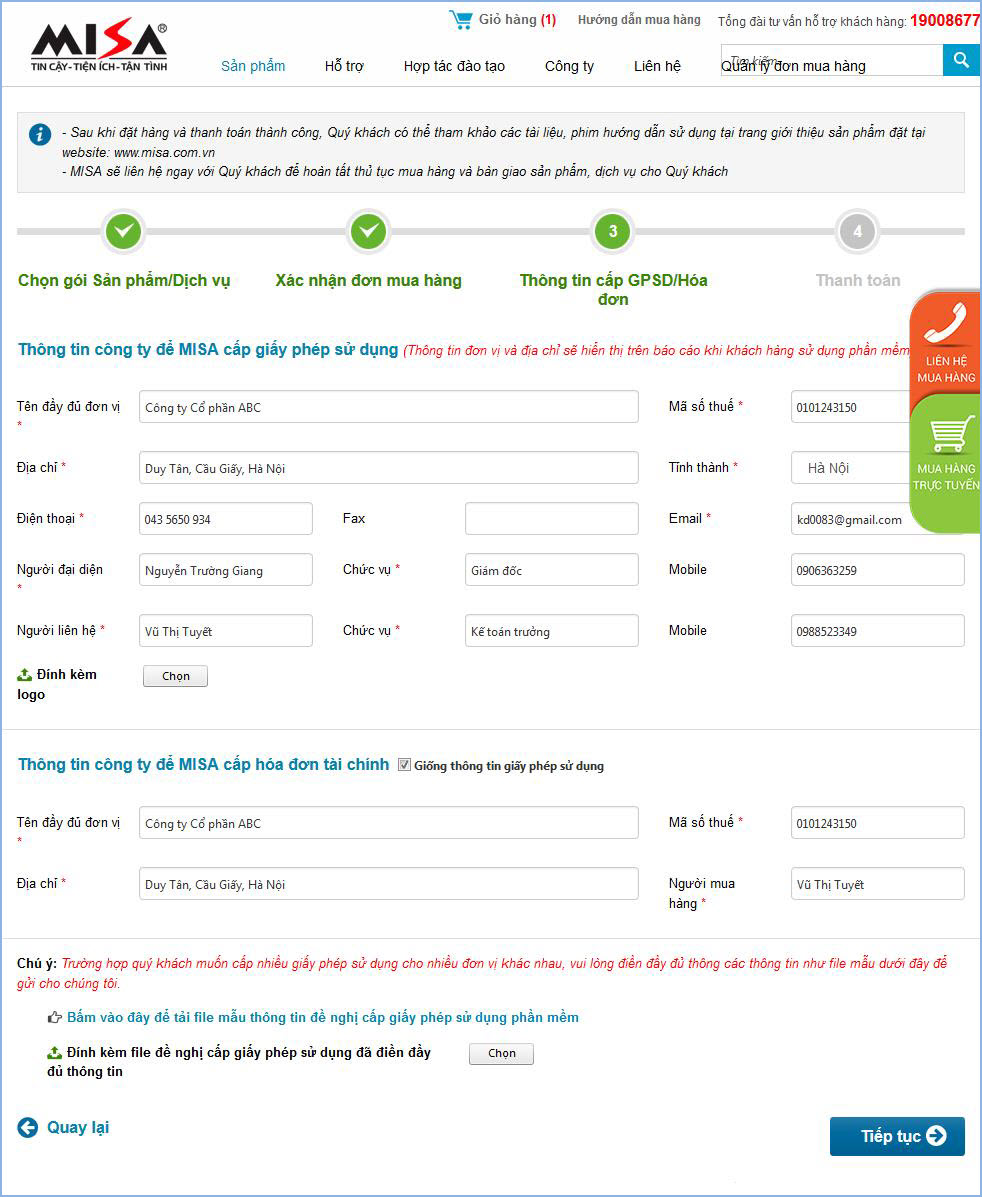 MISA®
TIN CẬY-TIỆN ÍCH-TẬN TÌNH
Giỏ hàng (1)
Hướng dẫn mua hàng
Tổng đài tư vấn hỗ trợ khách hàng: 19008677
Sản phẩm
Hỗ trợ
Hợp tác đào tạo
Công ty
Liên hệ
Quản lý đơn mua hàng
Tìm kiếm
- Sau khi đặt hàng và thanh toán thành công, Quý khách có thể tham khảo các tài liệu, phim hướng dẫn sử dụng tại trang giới thiệu sản phẩm đặt tại
website: www.misa.com.vn
- MISA sẽ liên hệ ngay với Quý khách để hoàn tất thủ tục mua hàng và bàn giao sản phẩm, dịch vụ cho Quý khách
3
4
Chọn gói Sản phẩm/Dịch vụ
Xác nhận đơn mua hàng
Thông tin cấp GPSD/Hóa
đơn
Thanh toán
LIÊN HỆ
MUA HÀNG
MUA HÀNG
TRỰC TUYẾN
Thông tin công ty để MISA cấp giấy phép sử dụng (Thông tin đơn vị và địa chỉ sẽ hiển thị trên báo cáo khi khách hàng sử dụng phần mềm
Tên đầy đủ đơn vị *
Công ty Cổ phần ABC
Mã số thuế *
0101243150
Địa chỉ *
Duy Tân, Cầu Giấy, Hà Nội
Tỉnh thành *
Hà Nội
Điện thoại *
043 5650 934
Fax
Email *
kd0083@gmail.com
Người đại diện *
Nguyễn Trường Giang
Chức vụ *
Giám đốc
Mobile
0906363259
Người liên hệ *
Vũ Thị Tuyết
Chức vụ *
Kế toán trưởng
Mobile
0988523349
Đính kèm
logo
Chọn
Thông tin công ty để MISA cấp hóa đơn tài chính
Giống thông tin giấy phép sử dụng
Tên đầy đủ đơn vị *
Công ty Cổ phần ABC
Mã số thuế *
0101243150
Địa chỉ *
Duy Tân, Cầu Giấy, Hà Nội
Người mua
hàng *
Vũ Thị Tuyết
Chú ý: Trường hợp quý khách muốn cấp nhiều giấy phép sử dụng cho nhiều đơn vị khác nhau, vui lòng điền đầy đủ thông các thông tin như file mẫu dưới đây để
gửi cho chúng tôi.
Bấm vào đây để tải file mẫu thông tin đề nghị cấp giấy phép sử dụng phần mềm
Đính kèm file đề nghị cấp giấy phép sử dụng đã điền đầy
đủ thông tin
Chọn
Quay lại
Tiếp tục